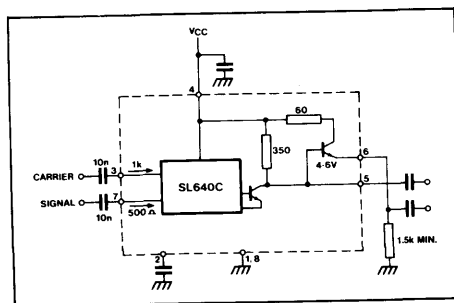 VCC
4
60
350
4·6V
6
5
10n
3
1k
CARRIER
SL640C
SIGNAL
7
500 Ω
10n
1.5k MIN.
2
1, 8